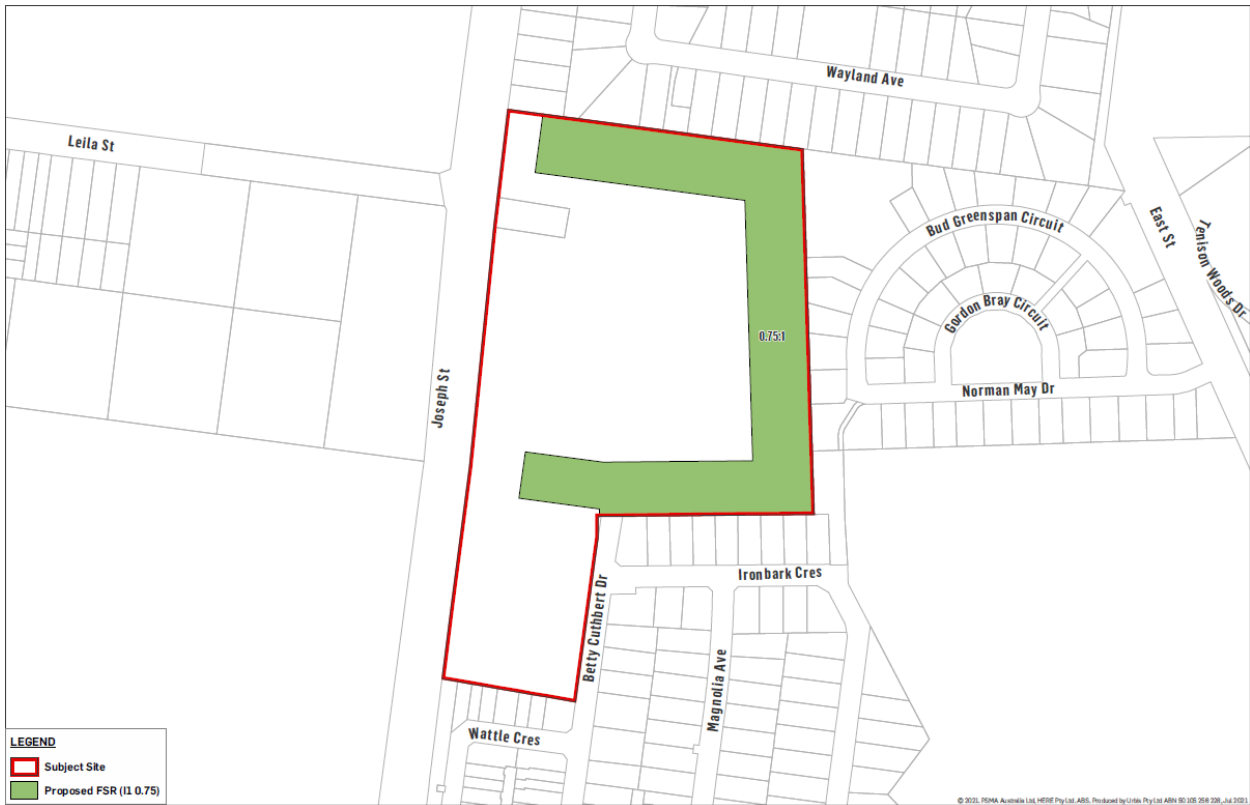 Wayland Ave
Leila St
Bud Greenspan Circuit
East St
Tenison Woods Dr
Gordon Bray Circuit
0.75:1
Norman May Dr
Joseph St
Ironbark Cres
Betty Cuthbert Dr
Magnolia Ave
Wattle Cres
LEGEND
Subject Site
Proposed FSR (I1 0.75)
© 2021. PSMA Australia Ltd, HERE Pty Ltd. ABS. Produced by Urbis Pty Ltd ABN 50 105 256 228, Jul 2021